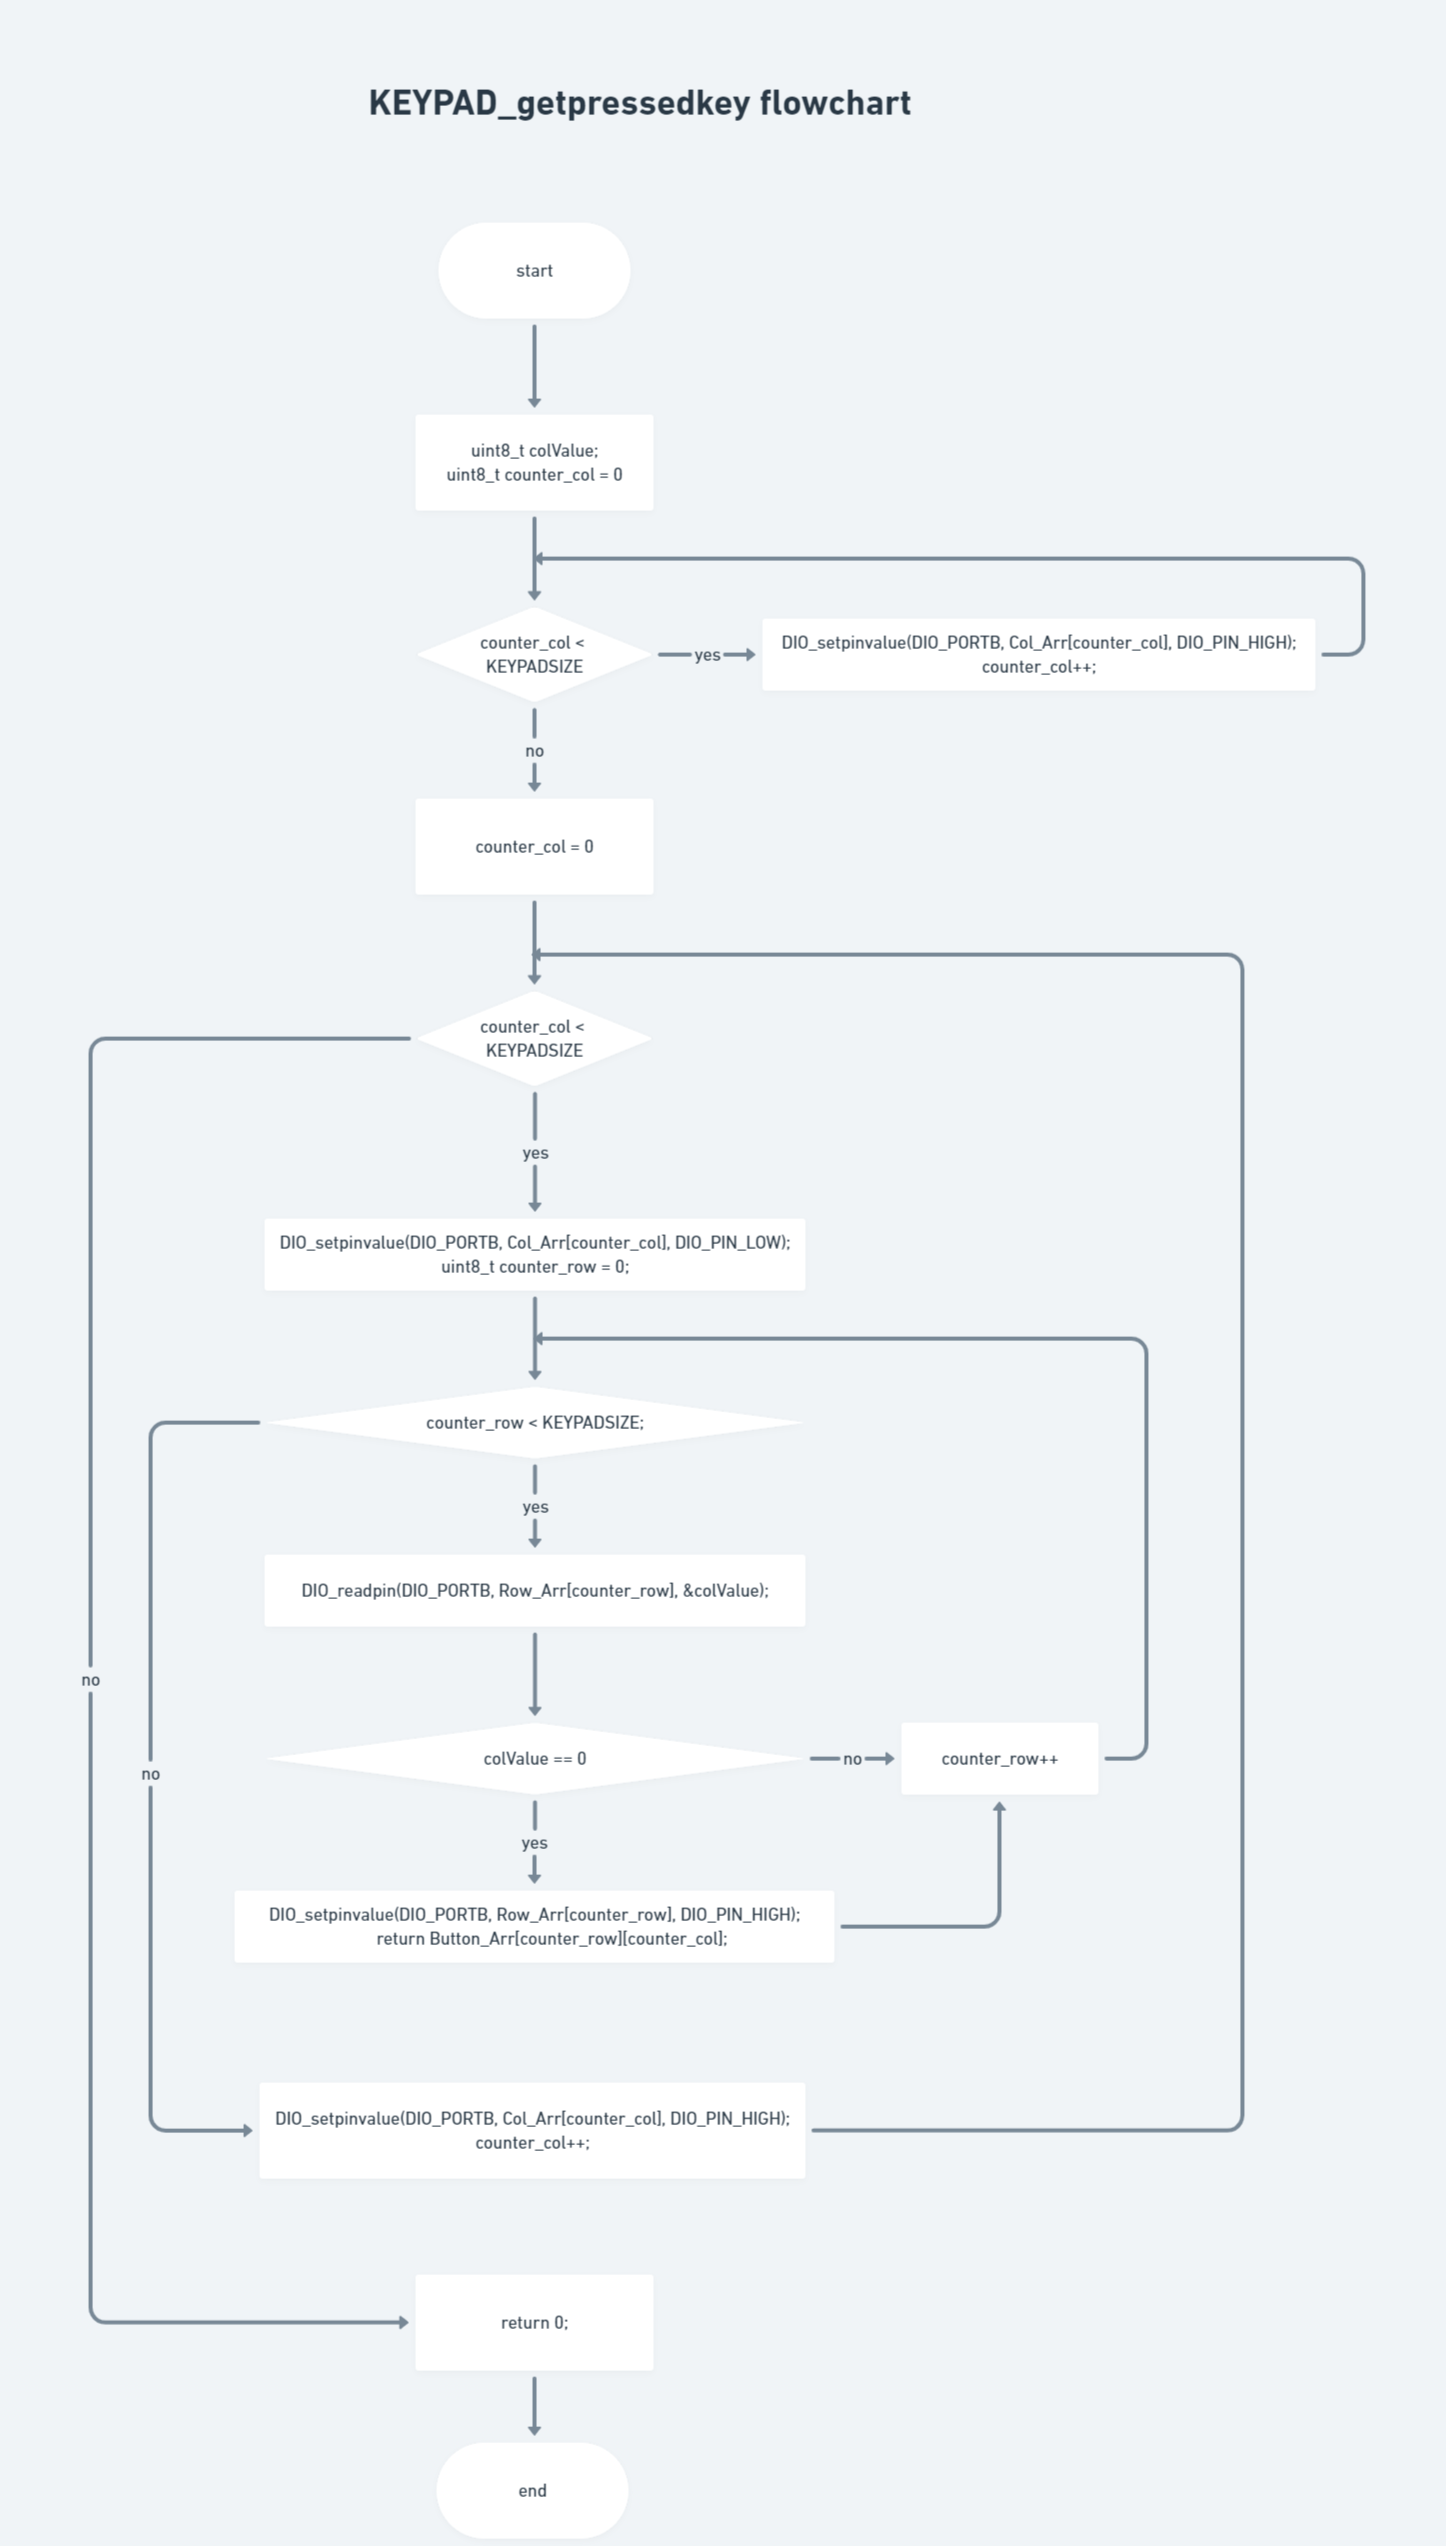 KEYPAD_getpressedkey flowchart
start
uint8_t colValue;
uint8_t counter_col = 0
counter_col <
KEYPADSIZE
yes
DIO_setpinvalue(DIO_PORTB, Col_Arr[counter_col], DIO_PIN_HIGH);
counter_col++;
no
counter_col = 0
counter_col <
KEYPADSIZE
yes
DIO_setpinvalue(DIO_PORTB, Col_Arr[counter_col], DIO_PIN_LOW);
uint8_t counter_row = 0;
counter_row < KEYPADSIZE;
yes
DIO_readpin(DIO_PORTB, Row_Arr[counter_row], &colValue);
no
colValue == 0
no
counter_row++
no
yes
DIO_setpinvalue(DIO_PORTB, Row_Arr[counter_row], DIO_PIN_HIGH);
return Button_Arr[counter_row][counter_col];
DIO_setpinvalue(DIO_PORTB, Col_Arr[counter_col], DIO_PIN_HIGH);
counter_col++;
return 0;
end